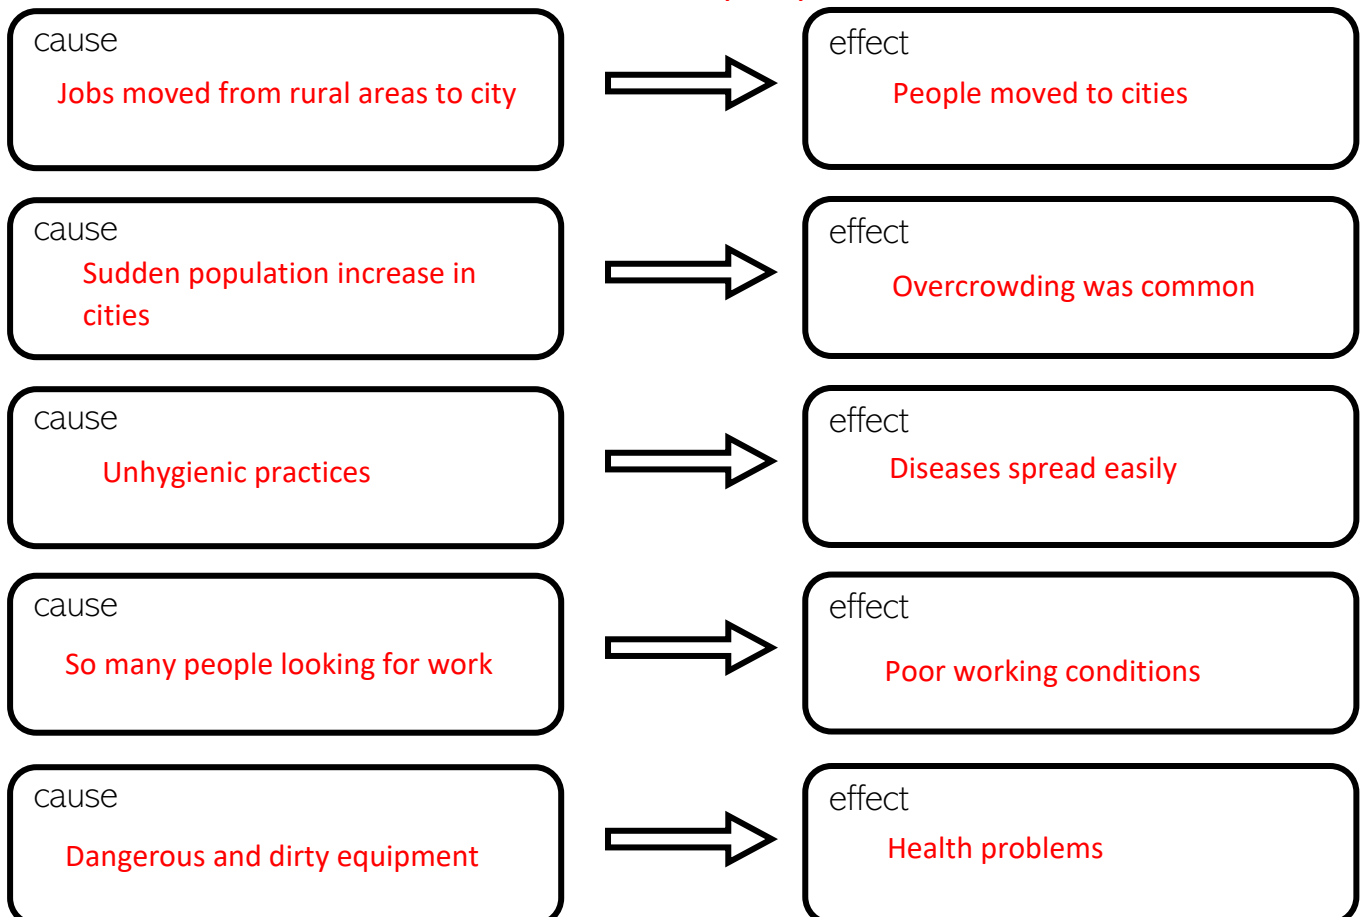 cause
effect
Jobs moved from rural areas to city
People moved to cities
cause
effect
Sudden population increase in
cities
Overcrowding was common
cause
effect
Unhygienic practices
Diseases spread easily
cause
effect
So many people looking for work
Poor working conditions
cause
effect
Dangerous and dirty equipment
Health problems